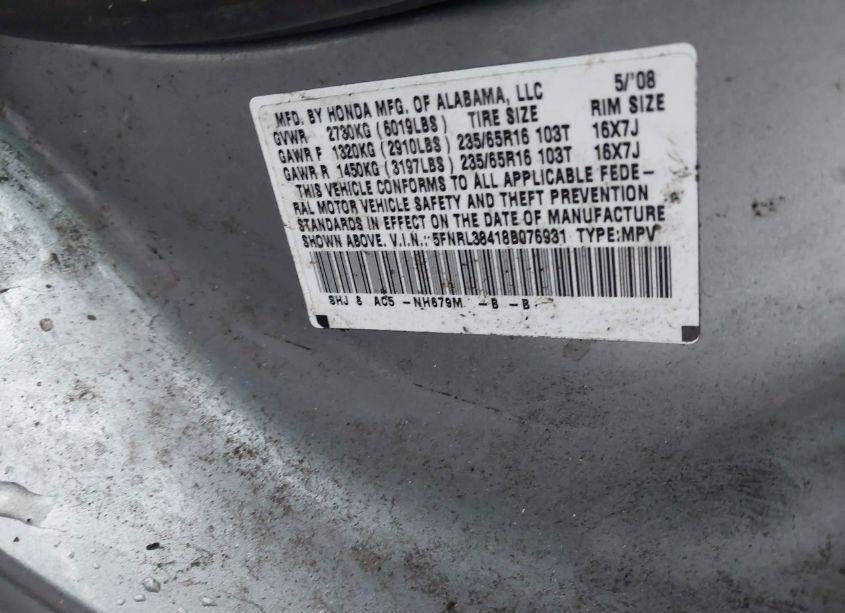 MFD. BY HONDA MFG. OF ALABAMA, LLC 5/'08
GVWR 2730KG (6019LBS) TIRE SIZE RIM SIZE
GAWR F 1320KG (2910LBS) 235/65R16 103T 16X7J
GAWR R 1450KG (3197LBS) 235/65R16 103T 16X7J
THIS VEHICLE CONFORMS TO ALL APPLICABLE FEDE-
RAL MOTOR VEHICLE SAFETY AND THEFT PREVENTION
STANDARDS IN EFFECT ON THE DATE OF MANUFACTURE
SHOWN ABOVE. V.I.N.: 5FNRL38418B076931 TYPE:MPV
SHJ 8 AC5 -NH679M -B -B